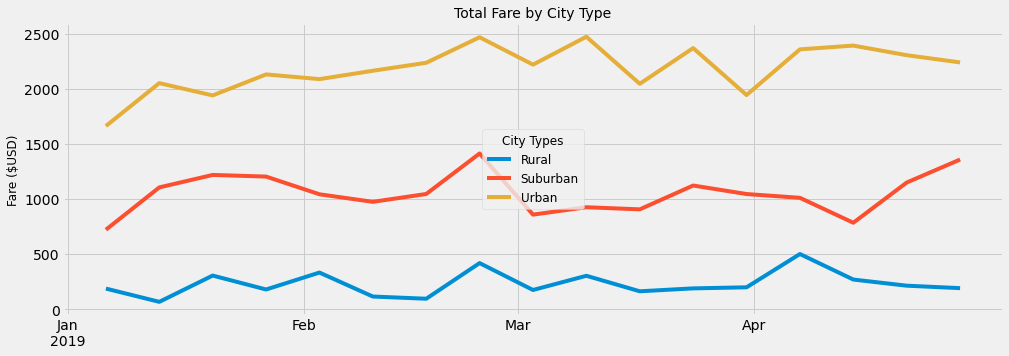 Total Fare by City Type
Fare ($USD)
2500
2000
1500
1000
500
0
City Types
Rural
Suburban
Urban
Jan Feb Mar Apr
2019